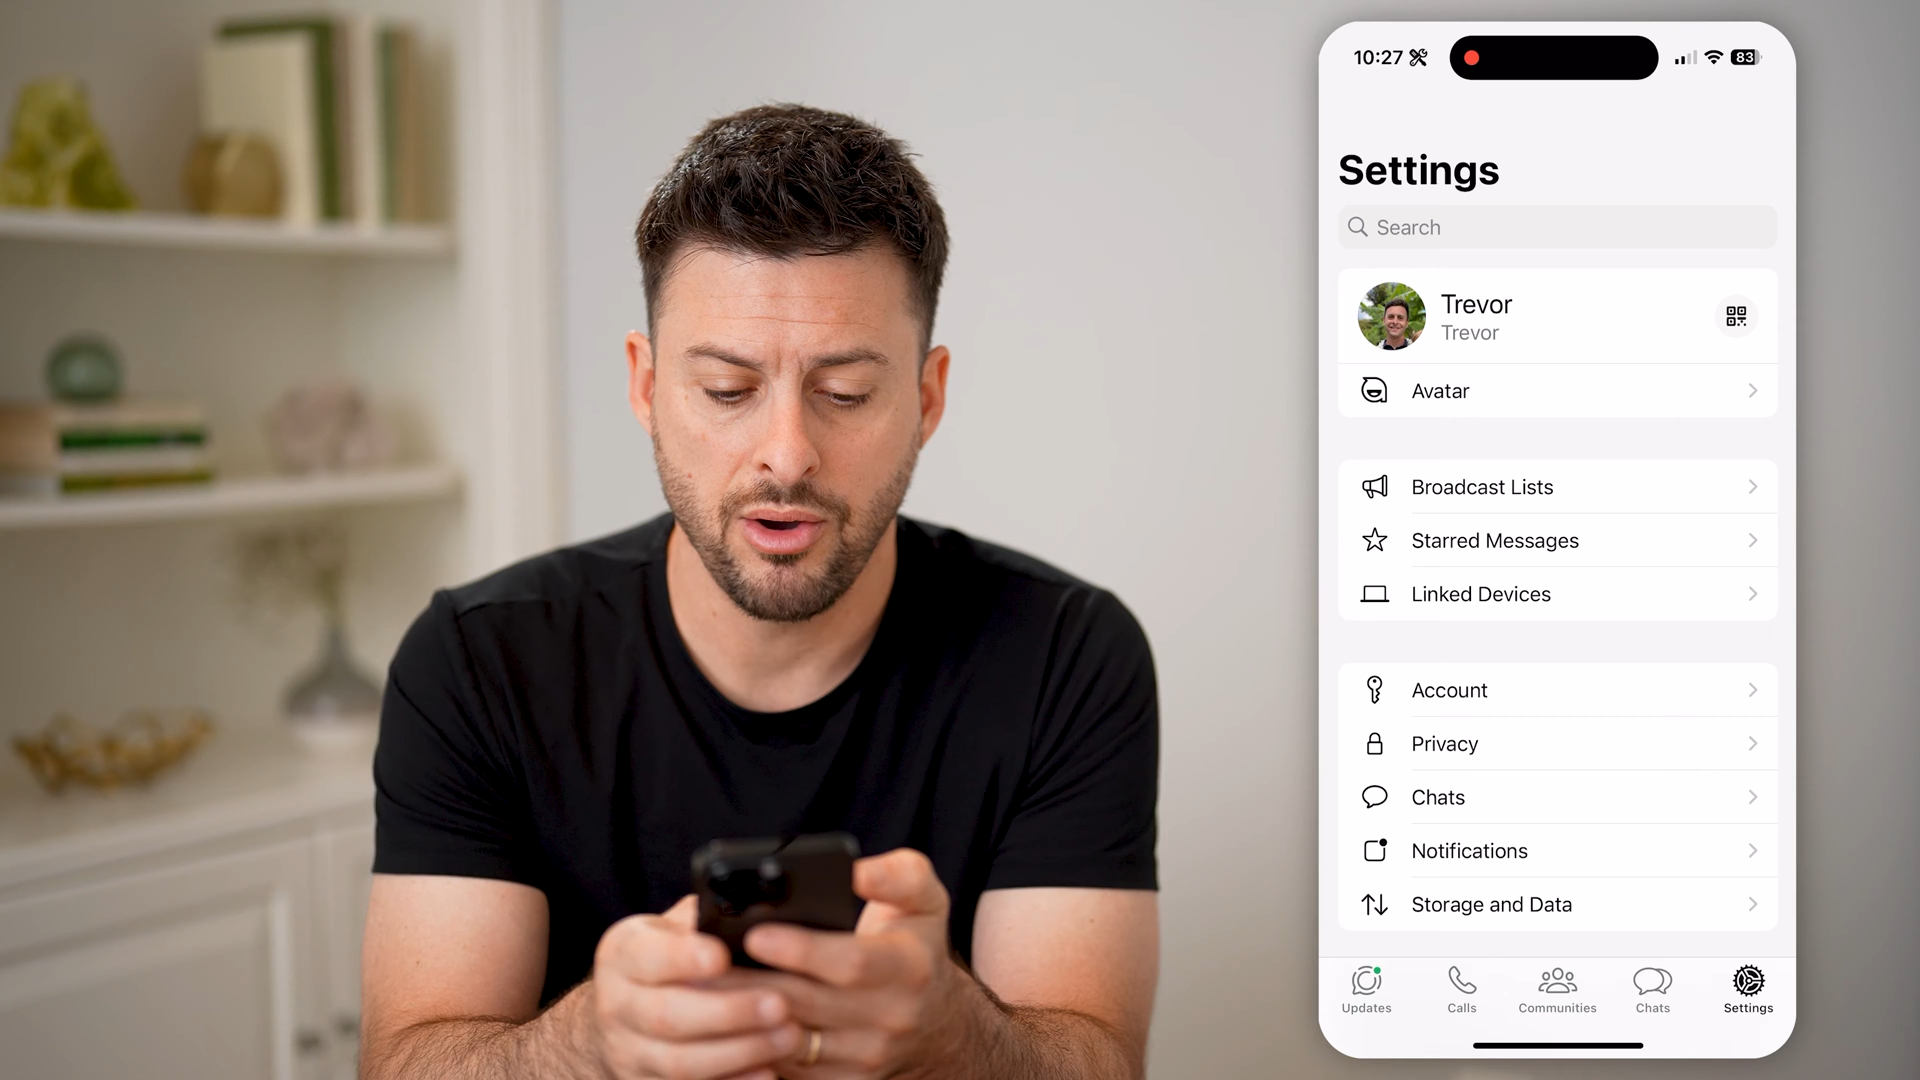 10:27
83
Settings
Search
Trevor
Trevor
Avatar
Broadcast Lists
Starred Messages
Linked Devices
Account
Privacy
Chats
Notifications
Storage and Data
Updates
Calls
Communities
Chats
Settings